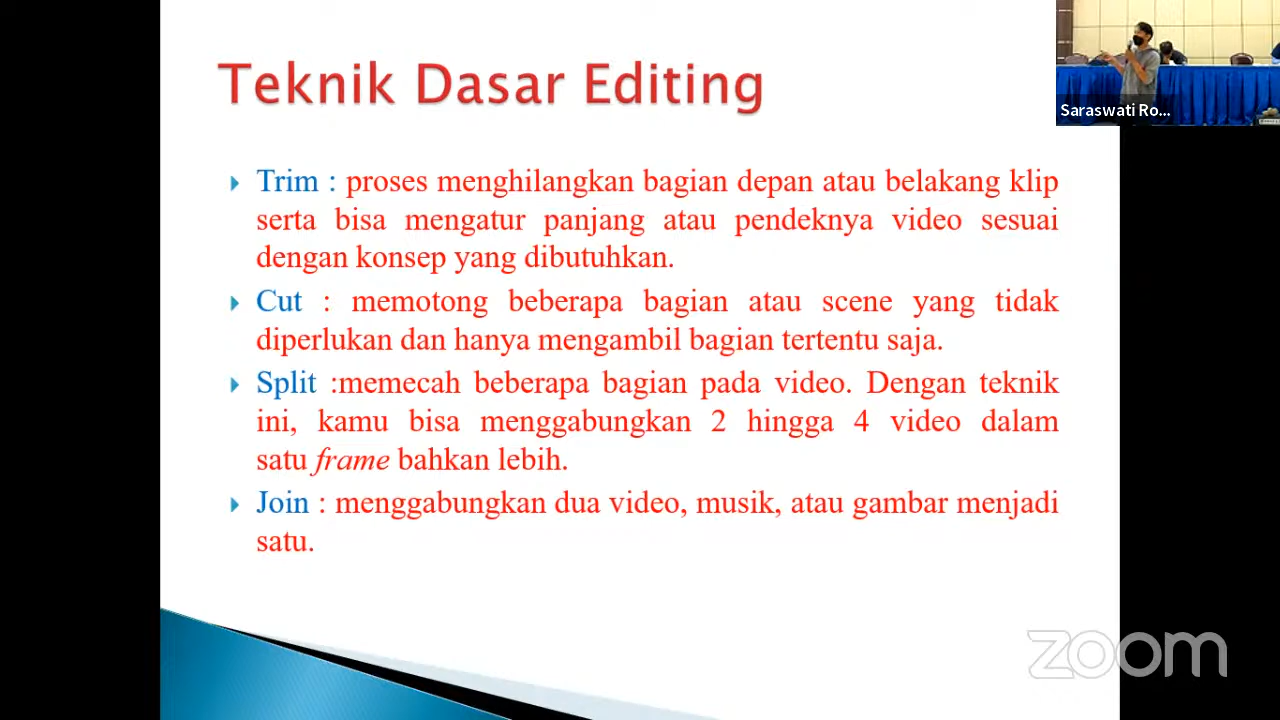 Teknik Dasar Editing
Saraswati Ro...
Trim : proses menghilangkan bagian depan atau belakang klip
serta bisa mengatur panjang atau pendeknya video sesuai
dengan konsep yang dibutuhkan.
Cut : memotong beberapa bagian atau scene yang tidak
diperlukan dan hanya mengambil bagian tertentu saja.
Split :memecah beberapa bagian pada video. Dengan teknik
ini, kamu bisa menggabungkan 2 hingga 4 video dalam
satu frame bahkan lebih.
Join : menggabungkan dua video, musik, atau gambar menjadi
satu.
zoom